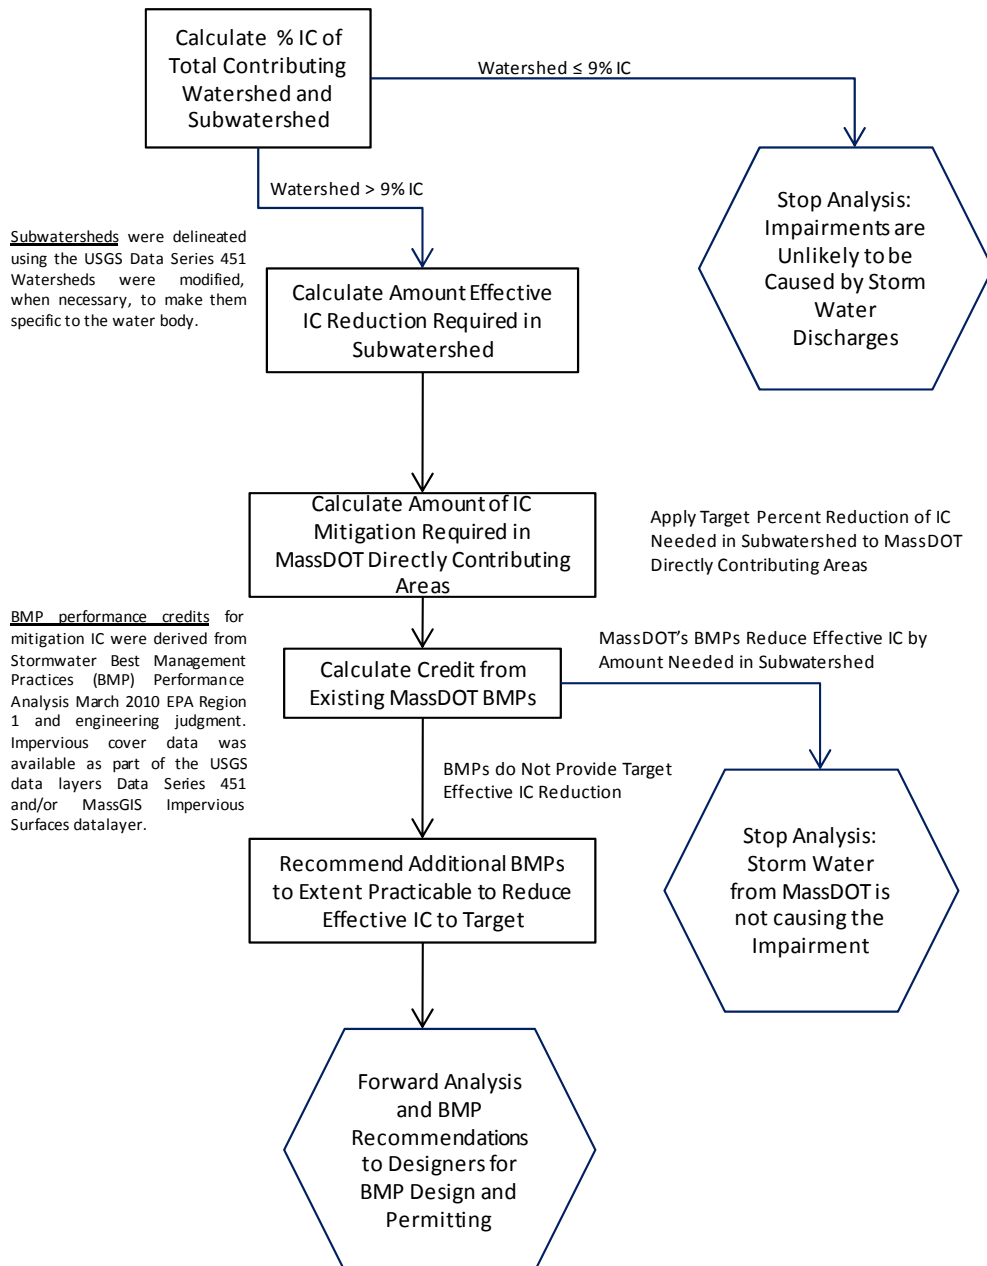 Calculate % IC of
Total Contributing
Watershed and
Subwatershed
Watershed ≤ 9% IC
Watershed > 9% IC
Stop Analysis:
Impairments are
Unlikely to be
Caused by Storm
Water
Discharges
Subwatersheds were delineated
using the USGS Data Series 451
Watersheds were modified,
when necessary, to make them
specific to the water body.
Calculate Amount Effective
IC Reduction Required in
Subwatershed
Calculate Amount of IC
Mitigation Required in
MassDOT Directly Contributing
Areas
Apply Target Percent Reduction of IC
Needed in Subwatershed to MassDOT
Directly Contributing Areas
BMP performance credits for
mitigation IC were derived from
Stormwater Best Management
Practices (BMP) Performance
Analysis March 2010 EPA Region
1 and engineering judgment.
Impervious cover data was
available as part of the USGS
data layers Data Series 451
and/or MassGIS Impervious
Surfaces datalayer.
MassDOT's BMPs Reduce Effective IC by
Amount Needed in Subwatershed
Calculate Credit from
Existing MassDOT BMPs
BMPs do Not Provide Target
Effective IC Reduction
Stop Analysis:
Storm Water
from MassDOT is
not causing the
Impairment
Recommend Additional BMPs
to Extent Practicable to Reduce
Effective IC to Target
Forward Analysis
and BMP
Recommendations
to Designers for
BMP Design and
Permitting